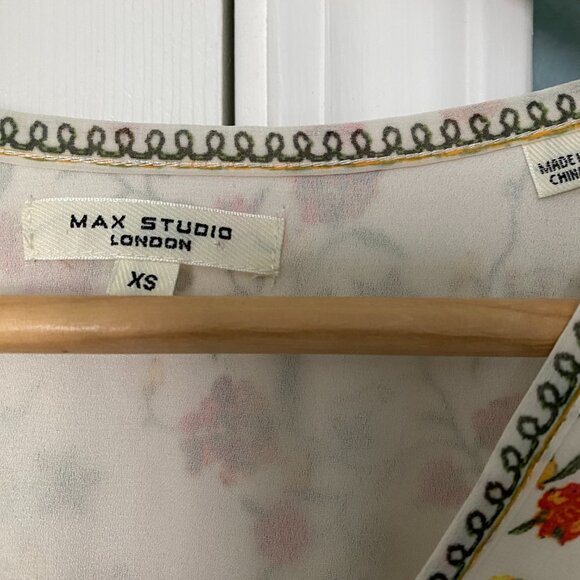 MAX STUDIO
LONDON
XS
MADE IN
CHINA